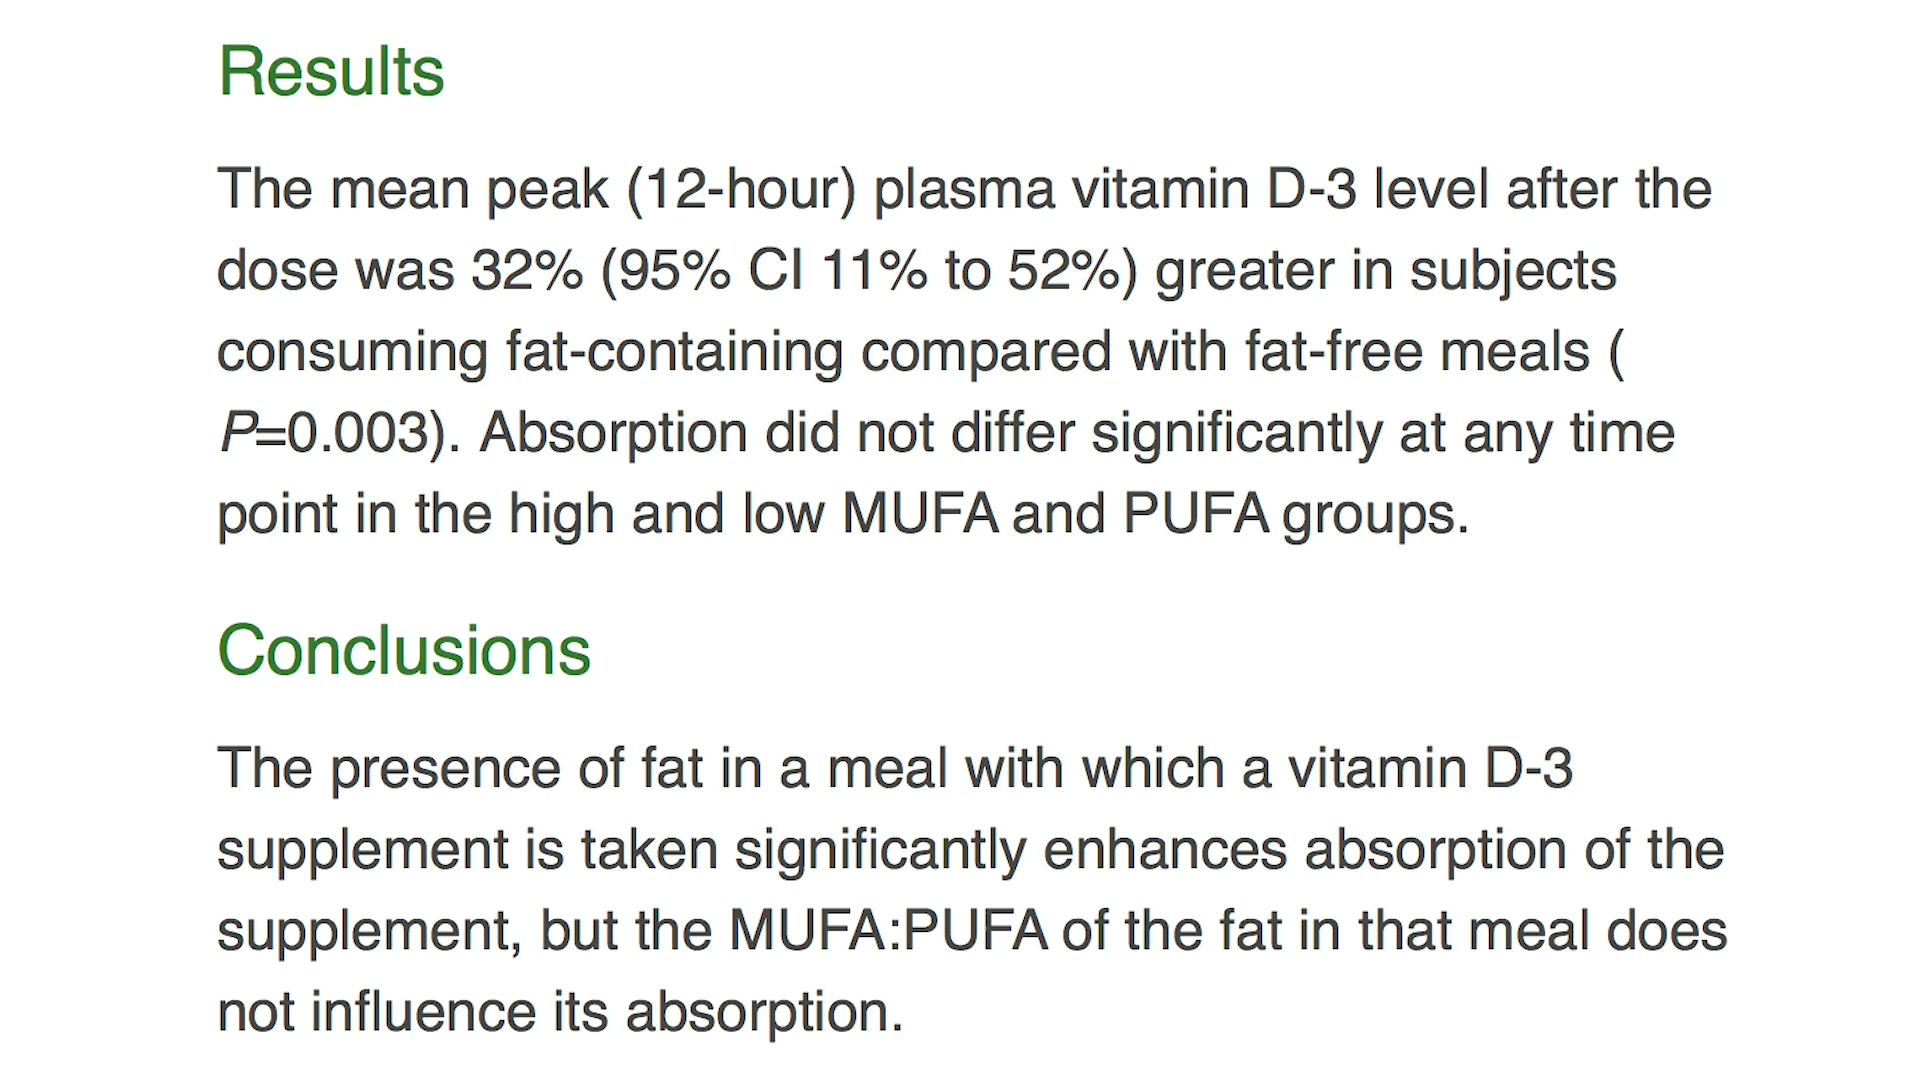 Results
The mean peak (12-hour) plasma vitamin D-3 level after the
dose was 32% (95% CI 11% to 52%) greater in subjects
consuming fat-containing compared with fat-free meals (
P=0.003). Absorption did not differ significantly at any time
point in the high and low MUFA and PUFA groups.
Conclusions
The presence of fat in a meal with which a vitamin D-3
supplement is taken significantly enhances absorption of the
supplement, but the MUFA:PUFA of the fat in that meal does
not influence its absorption.